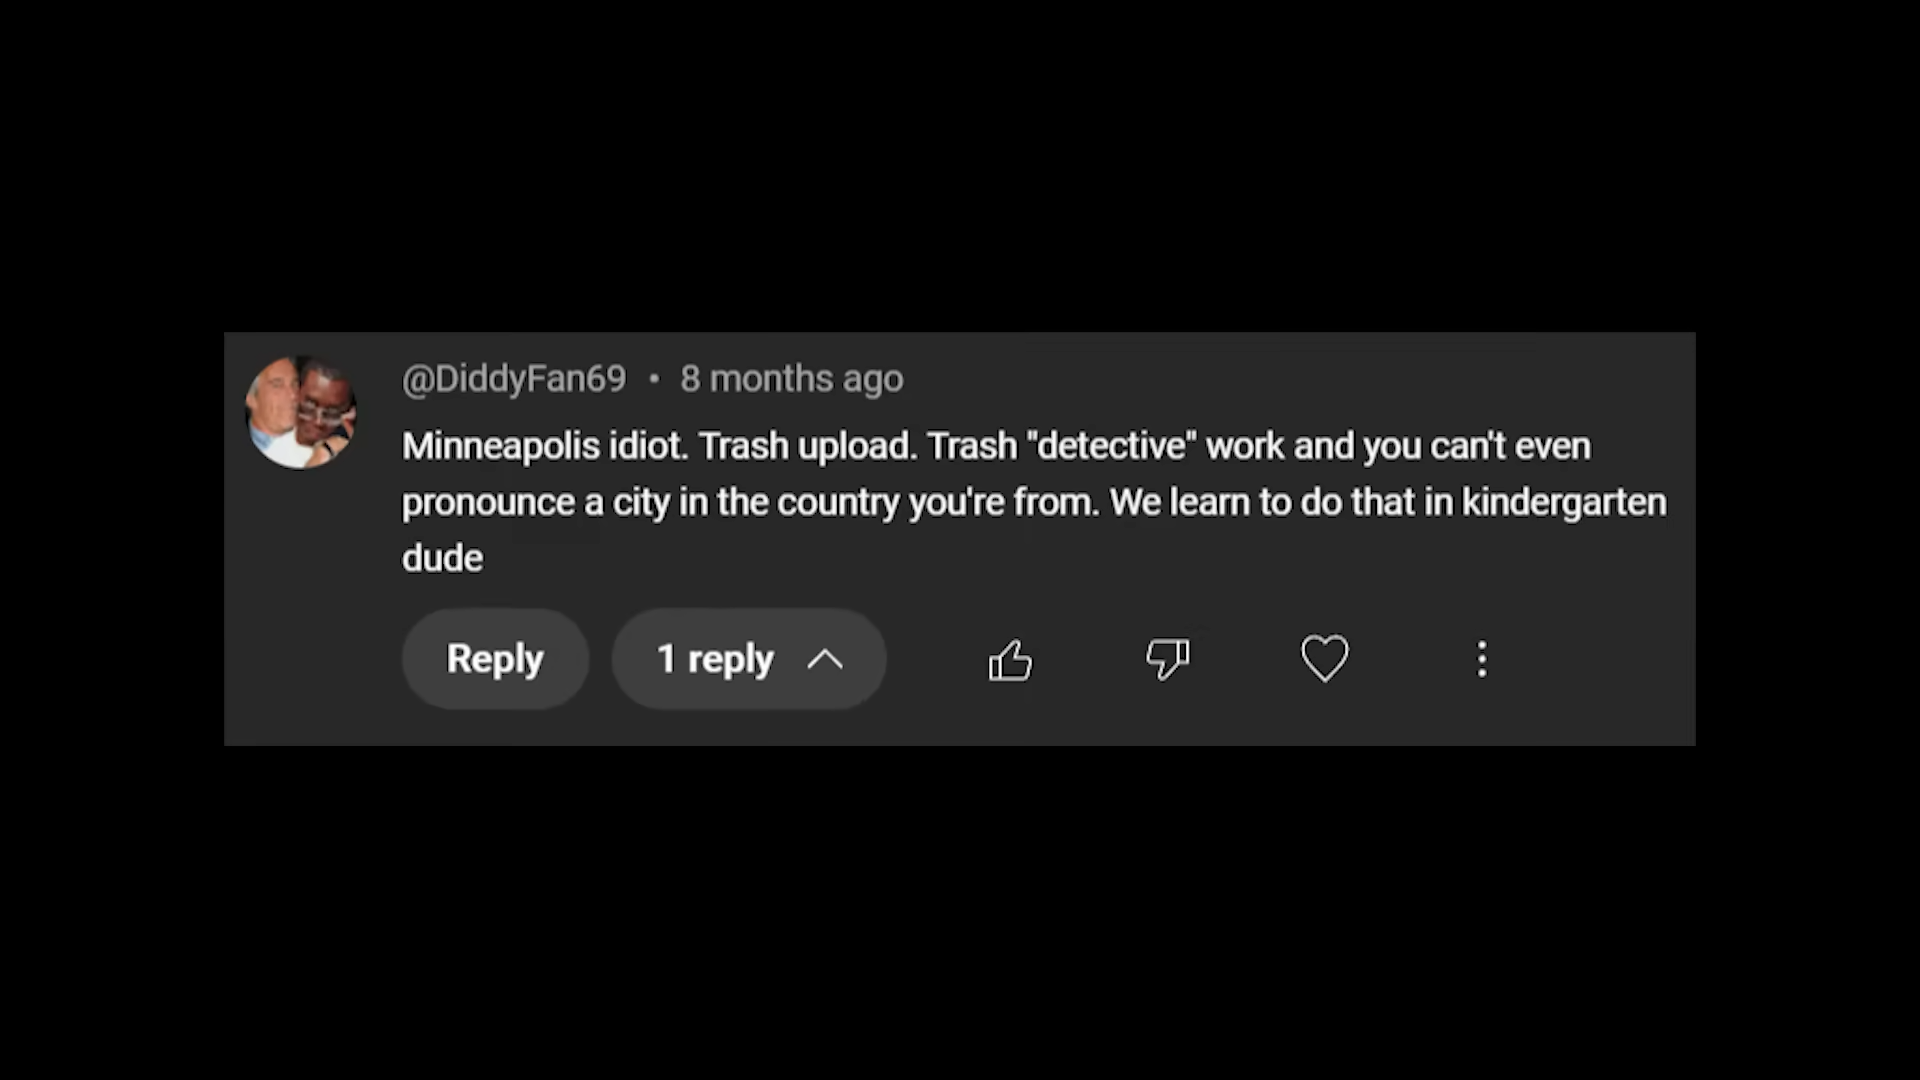 @DiddyFan69 • 8 months ago
Minneapolis idiot. Trash upload. Trash "detective" work and you can't even
pronounce a city in the country you're from. We learn to do that in kindergarten
dude
Reply
1 reply